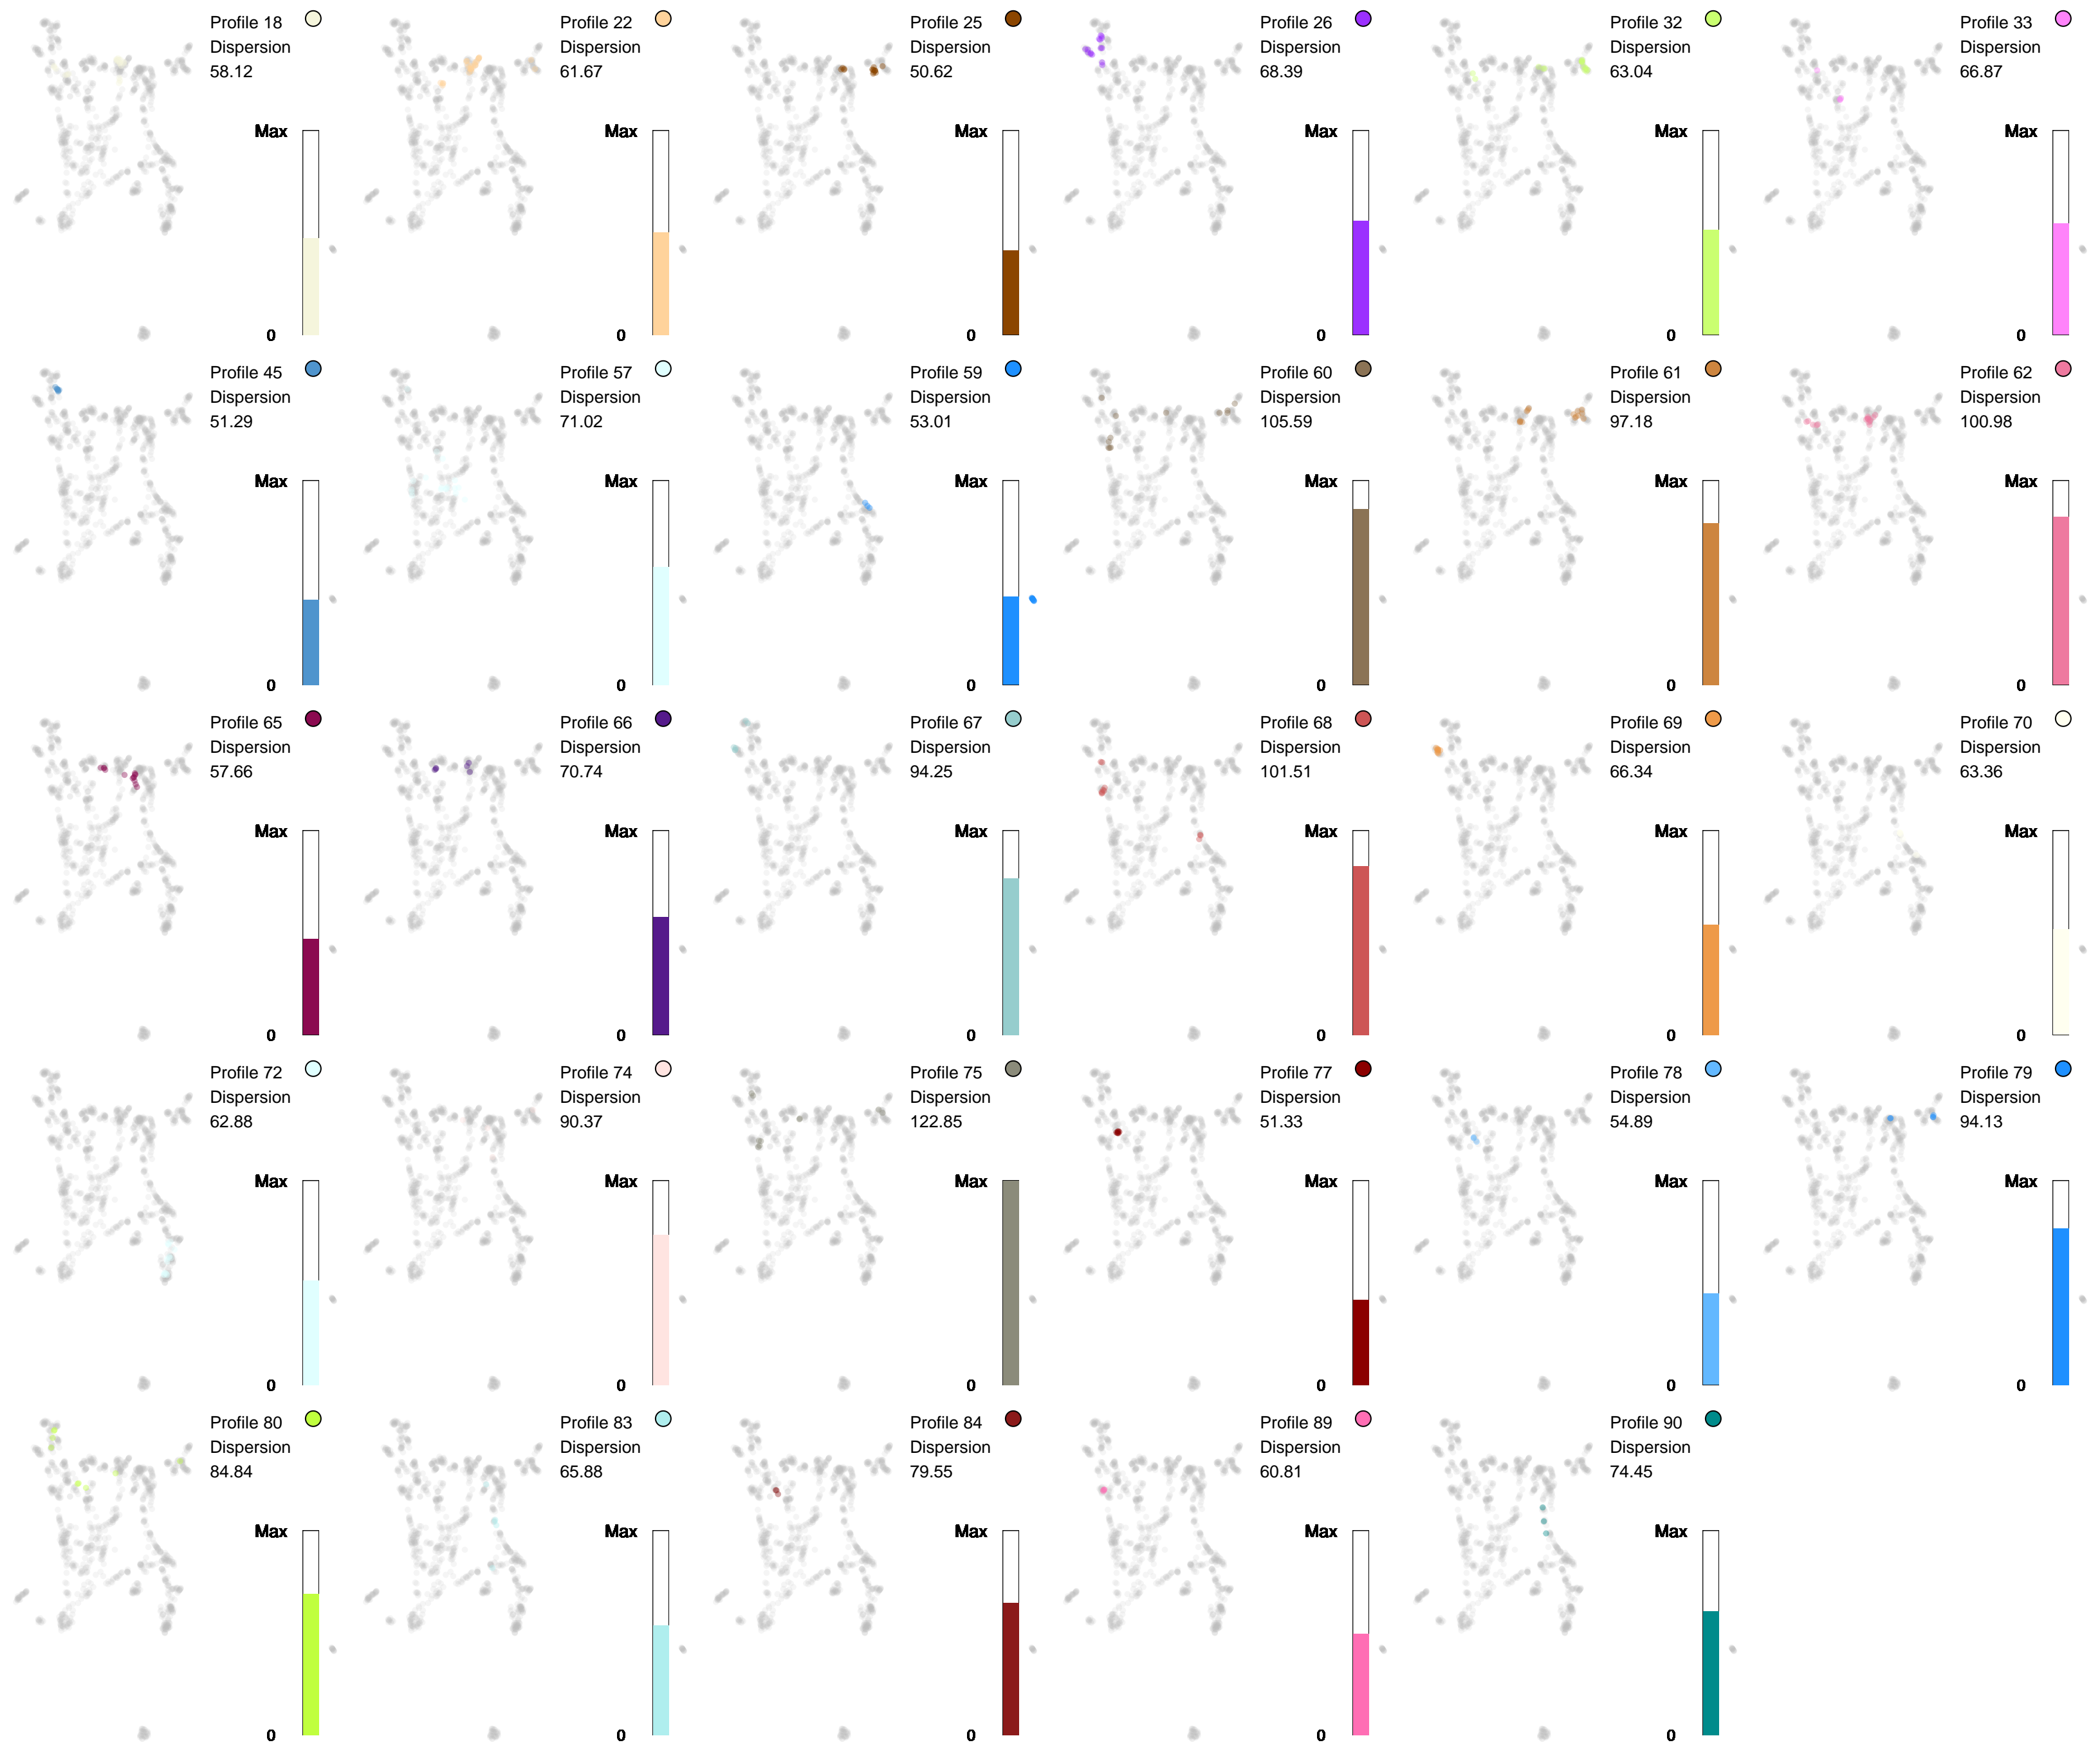 Profile 18
Dispersion
58.12
Max
0
Profile 22
Dispersion
61.67
Max
0
Profile 25
Dispersion
50.62
Max
0
Profile 26
Dispersion
68.39
Max
0
Profile 32
Dispersion
63.04
Max
0
Profile 33
Dispersion
66.87
Max
0
Profile 45
Dispersion
51.29
Max
0
Profile 57
Dispersion
71.02
Max
0
Profile 59
Dispersion
53.01
Max
0
Profile 60
Dispersion
105.59
Max
0
Profile 61
Dispersion
97.18
Max
0
Profile 62
Dispersion
100.98
Max
0
Profile 65
Dispersion
57.66
Max
0
Profile 66
Dispersion
70.74
Max
0
Profile 67
Dispersion
94.25
Max
0
Profile 68
Dispersion
101.51
Max
0
Profile 69
Dispersion
66.34
Max
0
Profile 70
Dispersion
63.36
Max
0
Profile 72
Dispersion
62.88
Max
0
Profile 74
Dispersion
90.37
Max
0
Profile 75
Dispersion
122.85
Max
0
Profile 77
Dispersion
51.33
Max
0
Profile 78
Dispersion
54.89
Max
0
Profile 79
Dispersion
94.13
Max
0
Profile 80
Dispersion
84.84
Max
0
Profile 83
Dispersion
65.88
Max
0
Profile 84
Dispersion
79.55
Max
0
Profile 89
Dispersion
60.81
Max
0
Profile 90
Dispersion
74.45
Max
0